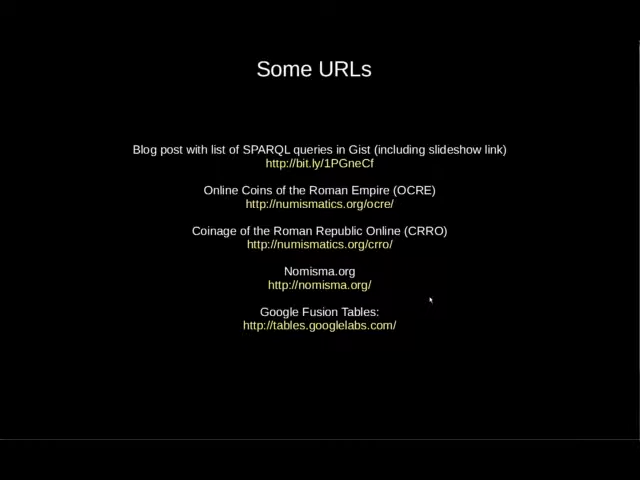 Some URLs
Blog post with list of SPARQL queries in Gist (including slideshow link)
http://bit.ly/1PGneCf
Online Coins of the Roman Empire (OCRE)
http://numismatics.org/ocre/
Coinage of the Roman Republic Online (CRRO)
http://numismatics.org/crro/
Nomisma.org
http://nomisma.org/
Google Fusion Tables:
http://tables.googlelabs.com/